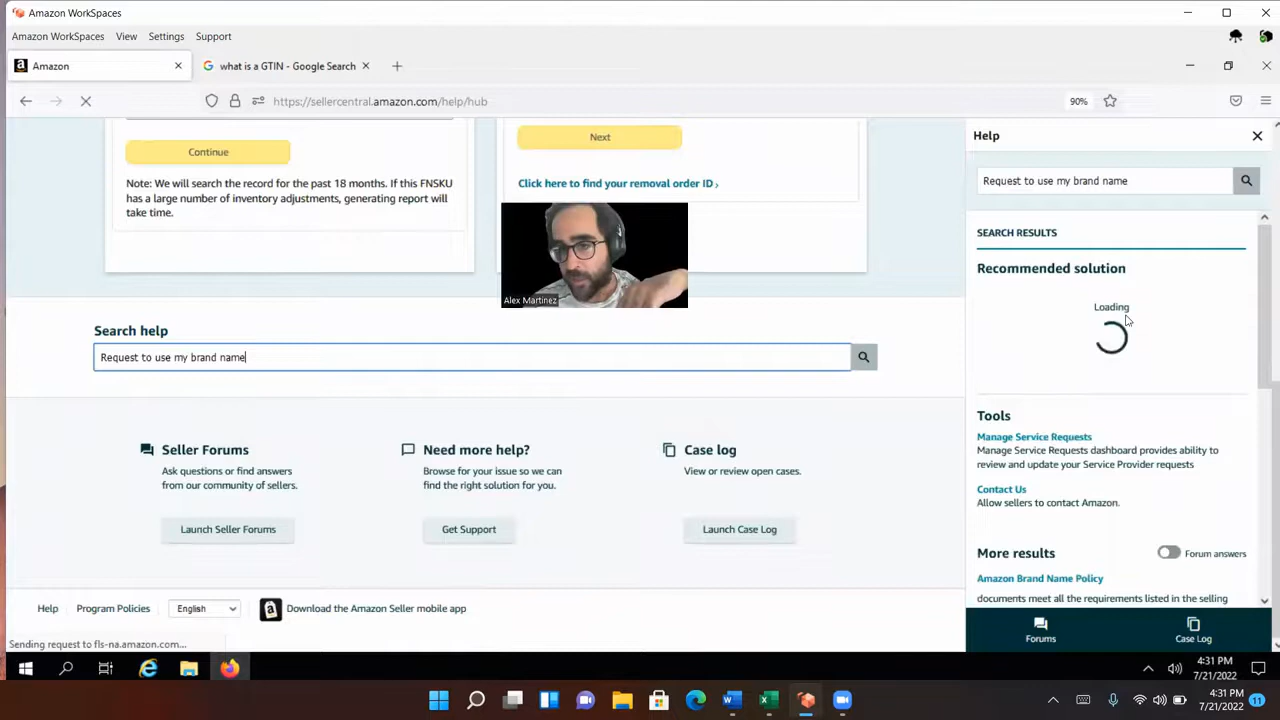 Amazon WorkSpaces
Amazon WorkSpaces View Settings Support
Amazon
what is a GTIN - Google Search
https://sellercentral.amazon.com/help/hub
90%
Continue
Note: We will search the record for the past 18 months. If this FNSKU
has a large number of inventory adjustments, generating report will
take time.
Next
Click here to find your removal order ID ›
Alex Martinez
Search help
Request to use my brand name
Seller Forums
Ask questions or find answers
from our community of sellers.
Launch Seller Forums
Need more help?
Browse for your issue so we can
find the right solution for you.
Get Support
Case log
View or review open cases.
Launch Case Log
Help Program Policies English Download the Amazon Seller mobile app
Sending request to fls-na.amazon.com...
Help
Request to use my brand name
SEARCH RESULTS
Recommended solution
Loading
Tools
Manage Service Requests
Manage Service Requests dashboard provides ability to
review and update your Service Provider requests
Contact Us
Allow sellers to contact Amazon.
More results
Forum answers
Amazon Brand Name Policy
documents meet all the requirements listed in the selling
Forums
Case Log
4:31 PM
7/21/2022
4:31 PM
7/21/2022
11